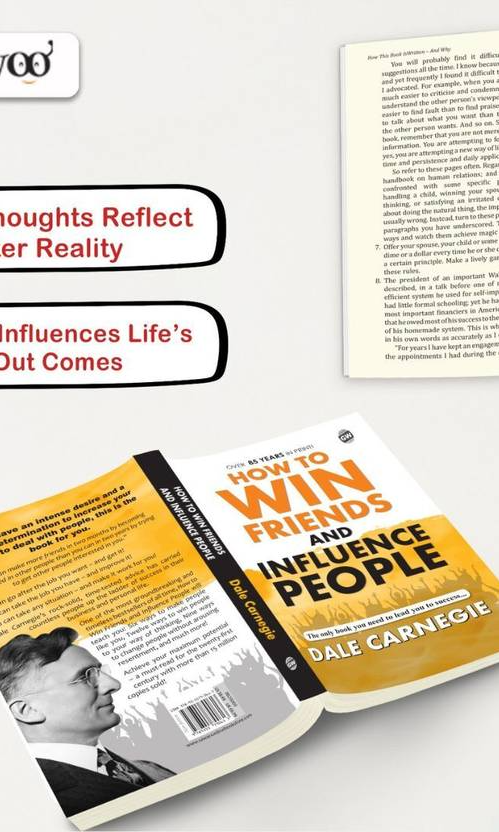 voo
houghts Reflect
ter Reality
Influences Life's
Out Comes
How This Book Is Written – And Why
You will probably find it difficu
suggestions all the time. I know because
and yet frequently I found it difficult t
I advocated. For example, when you a
much easier to criticise and condemn
understand the other person's viewpo
easier to find fault than to find praise
to talk about what you want than t
the other person wants. And so on. S
book, remember that you are not mere
information. You are attempting to fo
yes, you are attempting a new way of li
time and persistence and daily applic
So refer to these pages often. Regar
handbook on human relations; and
confronted with some specific
handling a child, winning your spous
thinking, or satisfying an irritated
about doing the natural thing, the imp
usually wrong. Instead, turn to these p
paragraphs you have underscored. T
ways and watch them achieve magic
7. Offer your spouse, your child or some
dime or a dollar every time he or she
a certain principle. Make a lively gam
these rules.
8. The president of an important Wa
described, in a talk before one of
efficient system he used for self-imp
little formal schooling; yet he ha
most important financiers in Americ
that he owed most of his success to the
of his homemade system. This is wh
in his own words as accurately as I
"For years I have kept an engagem
the appointments I had during the
OVER 85 YEARS IN PRINT!
GW
HOW TO
WIN
FRIENDS
AND
INFLUENCE
PEOPLE
The only book you need to lead you to success...
DALE CARNEGIE
HOW TO WIN FRIENDS
AND INFLUENCE PEOPLE
Dale Carnegie
ave an intense desire and a
determination to increase your
to deal with people, this is the
book for you.
n make more friends in two months by becoming
d in other people than you can in two years by trying
to get other people interested in you.
n go after the job you want – and get it!
can take the job you have – and improve it!
can take any situation – and make it work for you!
le Carnegie's rock-solid, time-tested advice has carried
countless people up the ladder of success in their
business and personal lives.
One of the most groundbreaking and
timeless bestsellers of all time, How to
Win Friends and Influence People will
teach you Six ways to make people
like you, Twelve ways to win people
to your way of thinking, Nine ways
to change people without arousing
resentment, and much more!
Achieve your maximum potential
– a must-read for the twenty-first
century with more than 15 million
copies sold!